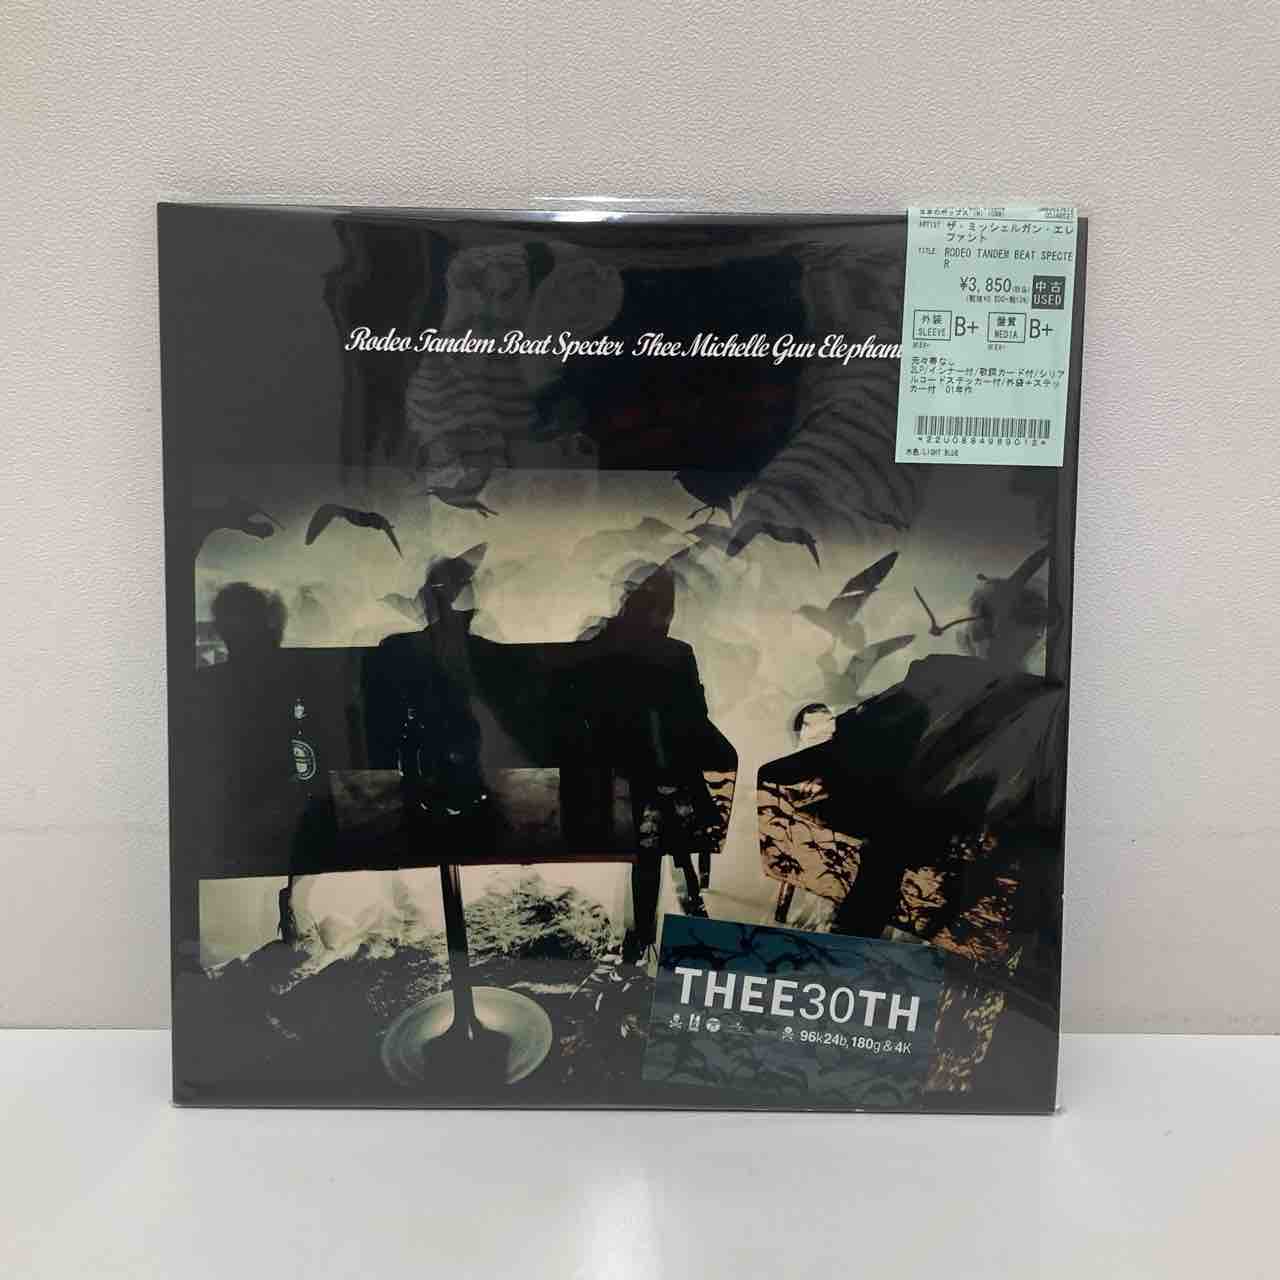 ARTIST ザ・ミッシェルガン・エレ
ファント
TITLE RODEO TANDEM BEAT SPECTE
R
¥3,850
中古
USED
外装
SLEEVE
B+
盤質
MEDIA
B+
元々帯なし
2LP/インナー付/歌詞カード付/シリア
ルコードステッカー付/外袋+ステッ
カー付 01年作
*22U0884989012*
水色/LIGHT BLUE
Rodeo Tandem Beat Specter Thee Michelle Gun Elephan
THEE30TH
96k24b, 180g & 4K